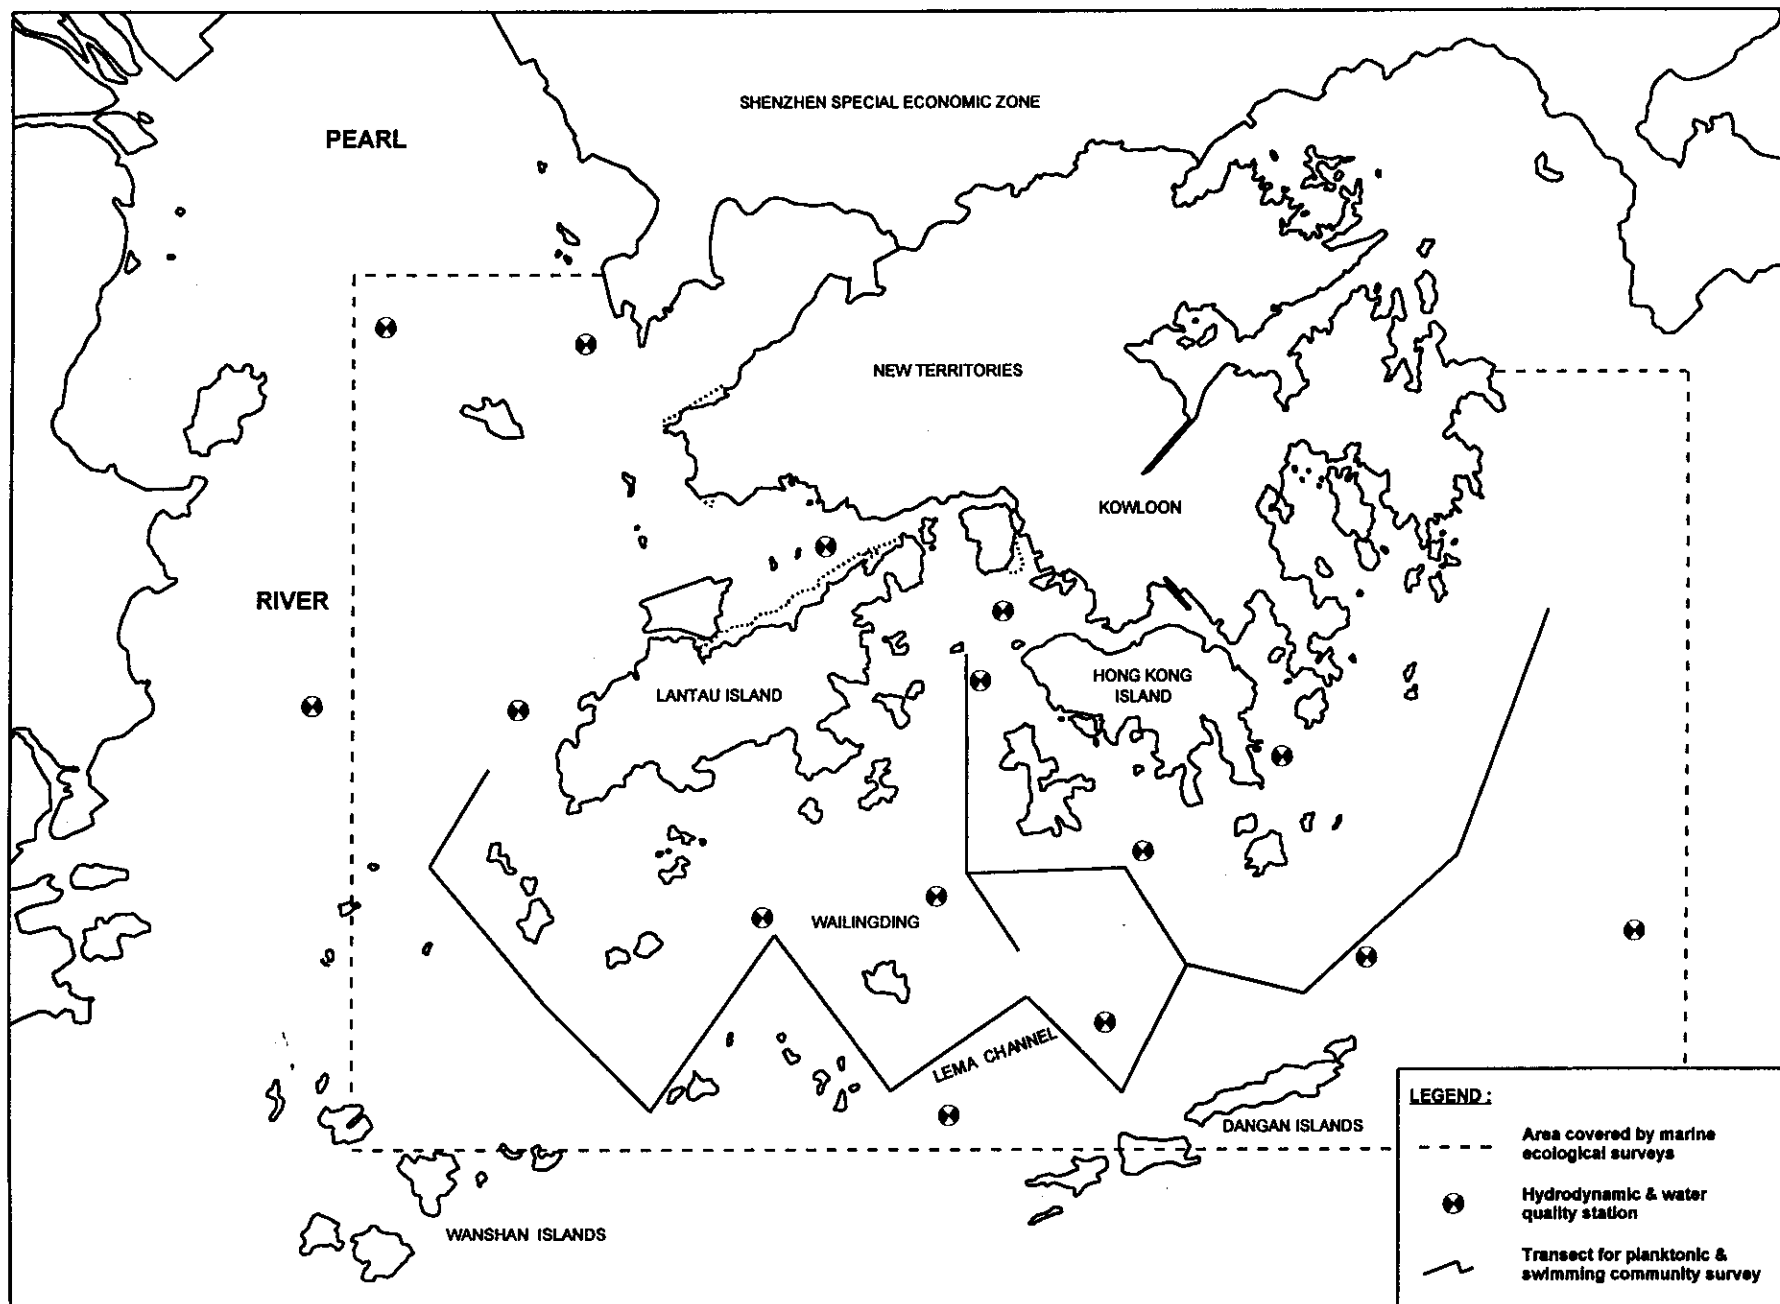 SHENZHEN SPECIAL ECONOMIC ZONE
PEARL
NEW TERRITORIES
KOWLOON
RIVER
HONG KONG
ISLAND
LANTAU ISLAND
WAILINGDING
LEMA CHANNEL
DANGAN ISLANDS
WANSHAN ISLANDS
LEGEND :
Area covered by marine
ecological surveys
Hydrodynamic & water
quality station
Transect for planktonic &
swimming community survey